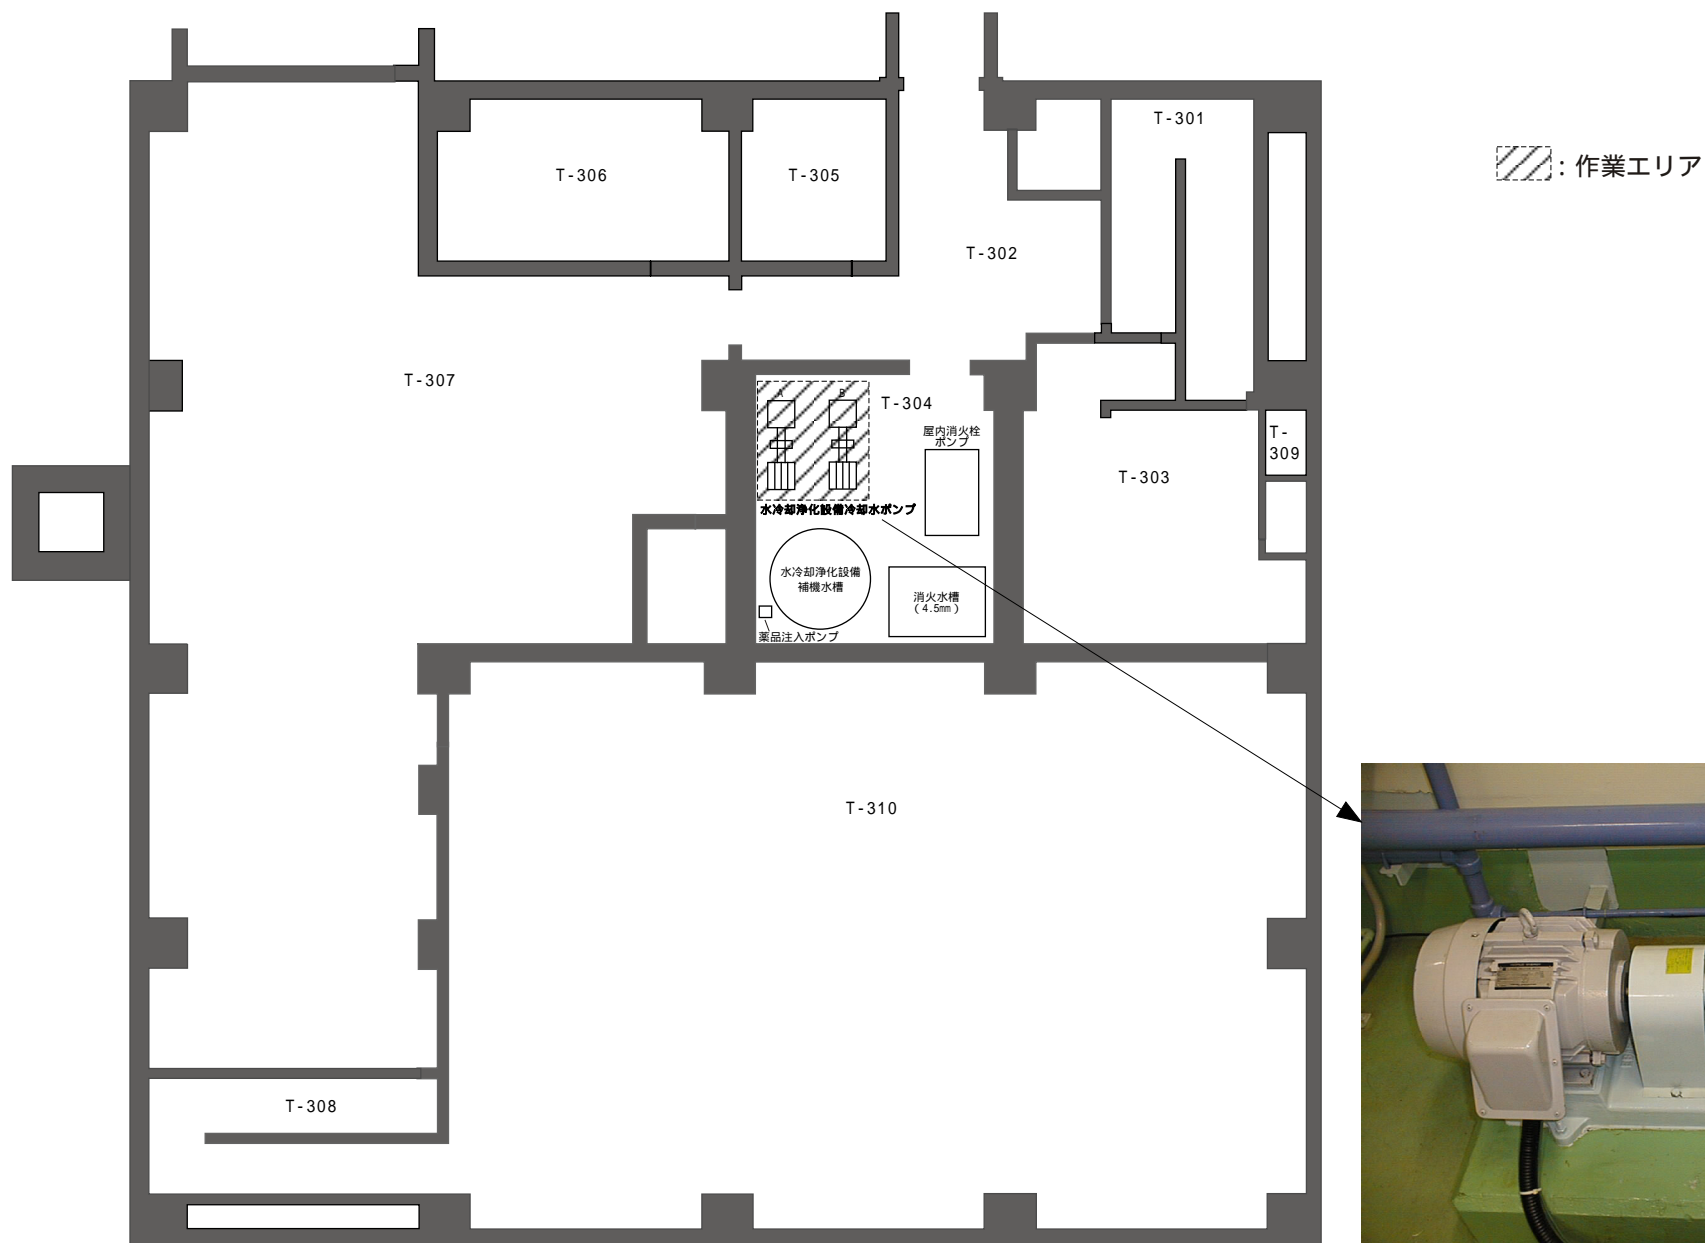 T-301
: 作業エリア
T-306
T-305
T-302
T-307
A
B
T-304
屋内消火栓
ポンプ
T-
309
T-303
水冷却浄化設備冷却水ポンプ
水冷却浄化設備
補機水槽
消火水槽
(4.5mm)
薬品注入ポンプ
T-310
T-308